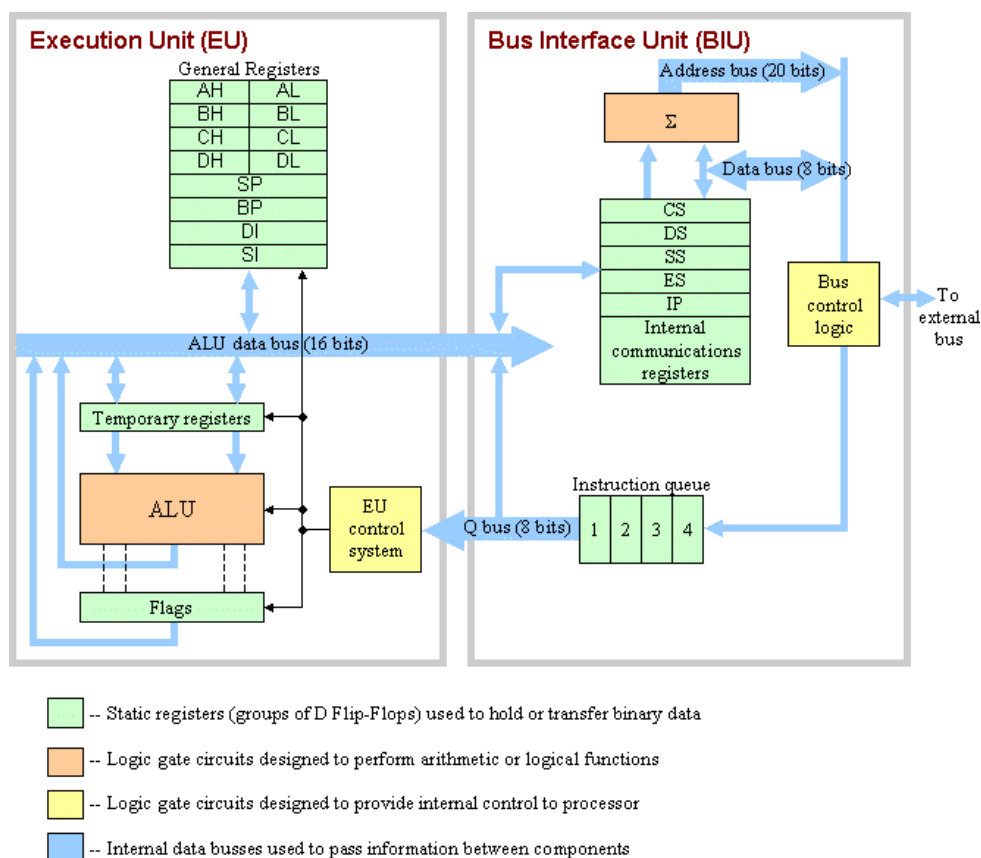 Execution Unit (EU)
General Registers
AH AL
BH BL
CH CL
DH DL
SP
BP
DI
SI
ALU data bus (16 bits)
Temporary registers
ALU
EU
control
system
Flags
Bus Interface Unit (BIU)
Address bus (20 bits)
Σ
Data bus (8 bits)
CS
DS
SS
ES
IP
Internal
communications
registers
Bus
control
logic
To
external
bus
Instruction queue
Q bus (8 bits)
1 2 3 4
-- Static registers (groups of D Flip-Flops) used to hold or transfer binary data
-- Logic gate circuits designed to perform arithmetic or logical functions
-- Logic gate circuits designed to provide internal control to processor
-- Internal data busses used to pass information between components